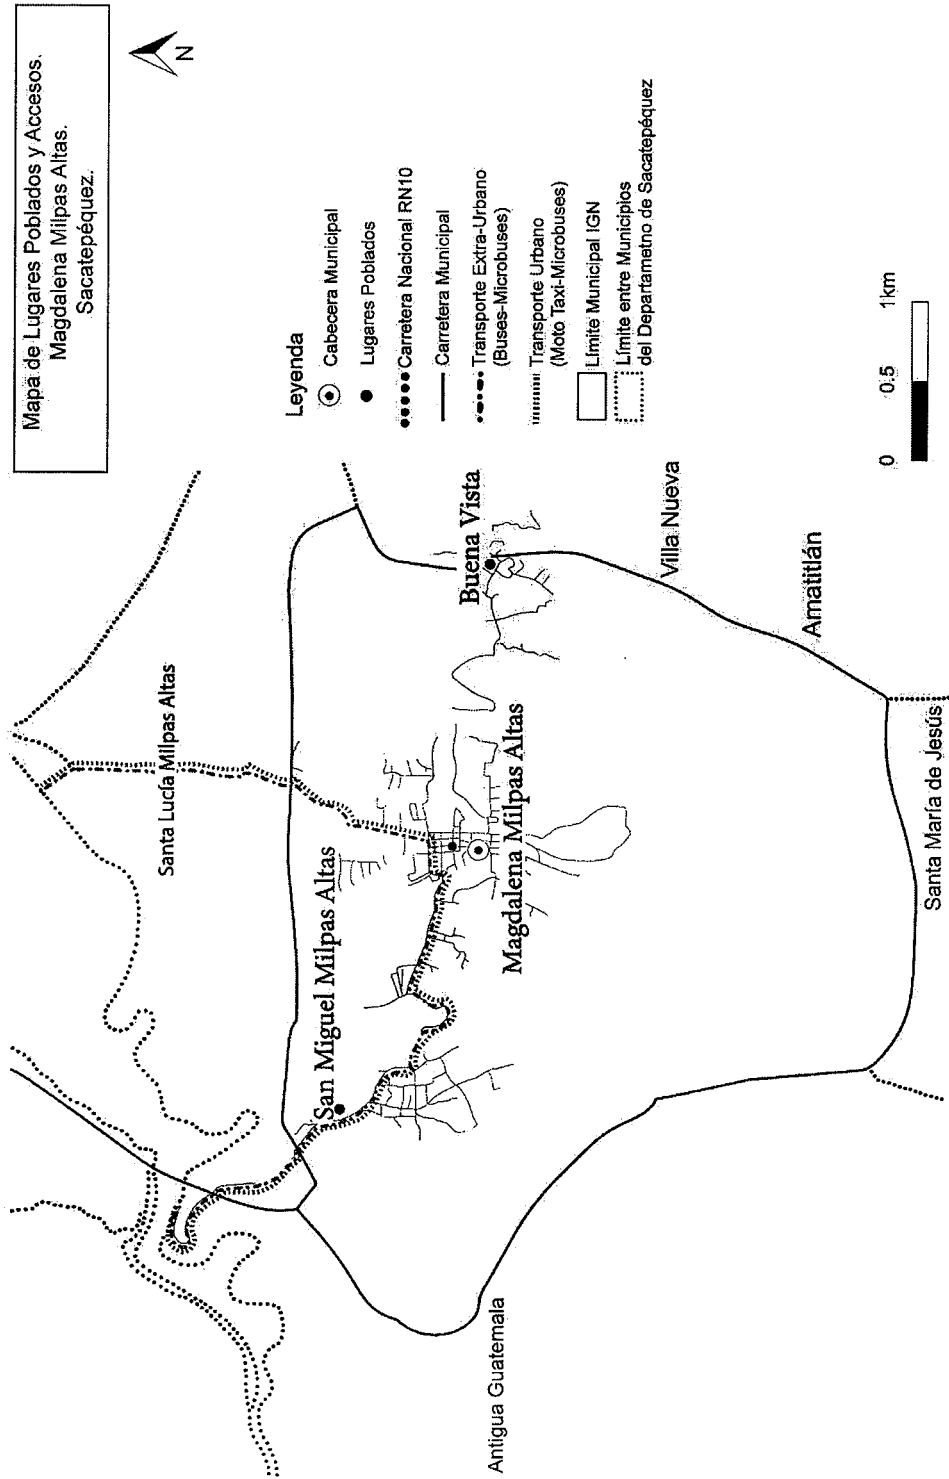 Mapa de Lugares Poblados y Accesos.
Magdalena Milpas Altas.
Sacatepéquez.
N
Leyenda
Cabecera Municipal
Lugares Poblados
Carretera Nacional RN10
Carretera Municipal
Transporte Extra-Urbano
(Buses-Microbuses)
Transporte Urbano
(Moto Taxi-Microbuses)
Límite Municipal IGN
Límite entre Municipios
del Departametno de Sacatepéquez
0
0.5
1km
Santa Lucía Milpas Altas
San Miguel Milpas Altas
Buena Vista
Magdalena Milpas Altas
Antigua Guatemala
Villa Nueva
Amatitlán
Santa María de Jesús